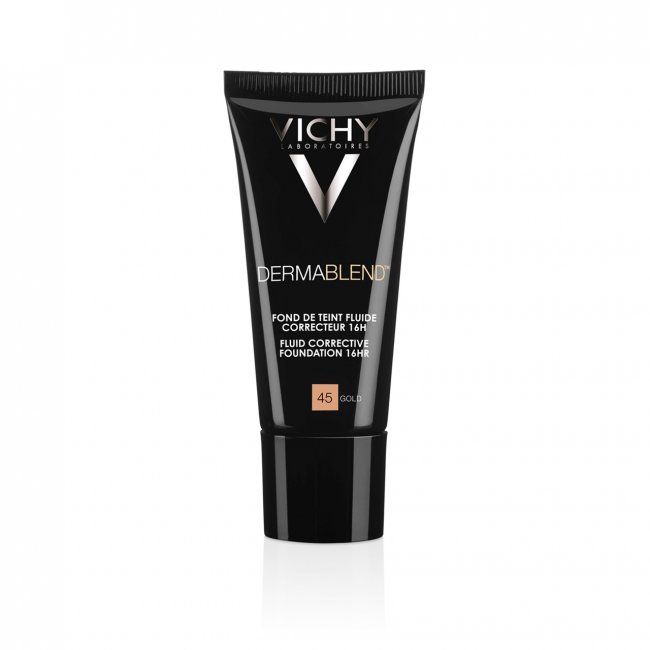 VICHY
LABORATOIRES
V
DERMABLEND™
FOND DE TEINT FLUIDE
CORRECTEUR 16H
FLUID CORRECTIVE
FOUNDATION 16HR
45 GOLD